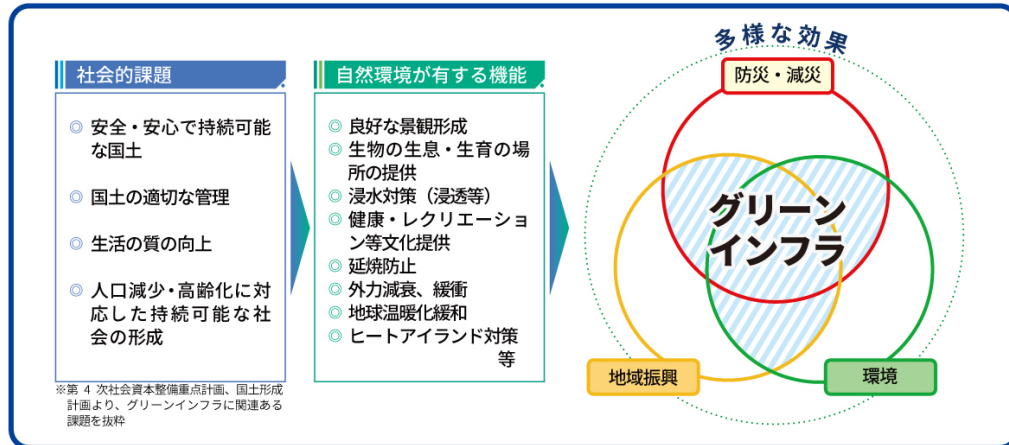 社会的課題
◎ 安全・安心で持続可能
な国土
◎ 国土の適切な管理
◎ 生活の質の向上
◎ 人口減少・高齢化に対
応した持続可能な社
会の形成
※第 4 次社会資本整備重点計画、国土形成
計画より、グリーンインフラに関連ある
課題を抜粋
自然環境が有する機能
◎ 良好な景観形成
◎ 生物の生息・生育の場
所の提供
◎ 浸水対策（浸透等）
◎ 健康・レクリエーショ
ン等文化提供
◎ 延焼防止
◎ 外力減衰、緩衝
◎ 地球温暖化緩和
◎ ヒートアイランド対策
等
多様な効果
防災・減災
グリーン
インフラ
地域振興
環境